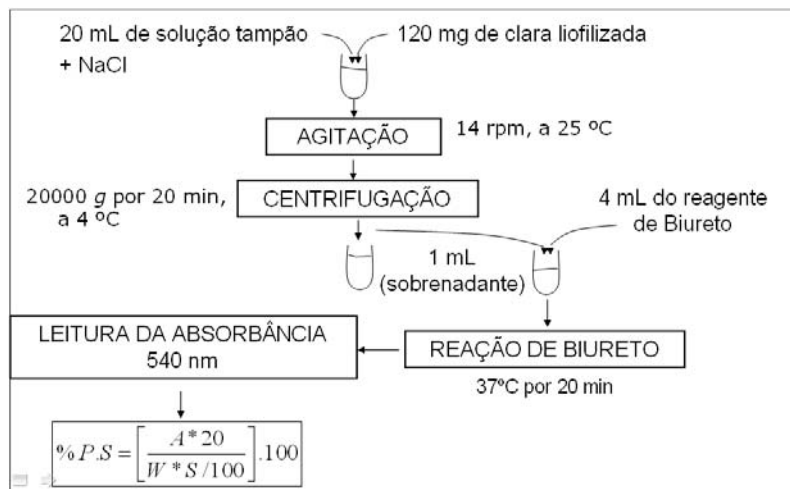 20 mL de solução tampão
+ NaCl
120 mg de clara liofilizada
AGITAÇÃO
14 rpm, a 25 ºC
20000 g por 20 min,
a 4 ºC
CENTRIFUGAÇÃO
4 mL do reagente
de Biureto
1 mL
(sobrenadante)
LEITURA DA ABSORBÂNCIA
540 nm
REAÇÃO DE BIURETO
37ºC por 20 min
%P.S = [A*20 / W*S/100].100